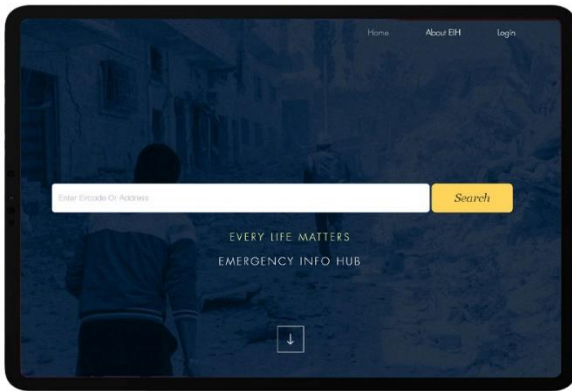 Home About EIH Login
Enter Eircode Or Address Search
EVERY LIFE MATTERS
EMERGENCY INFO HUB